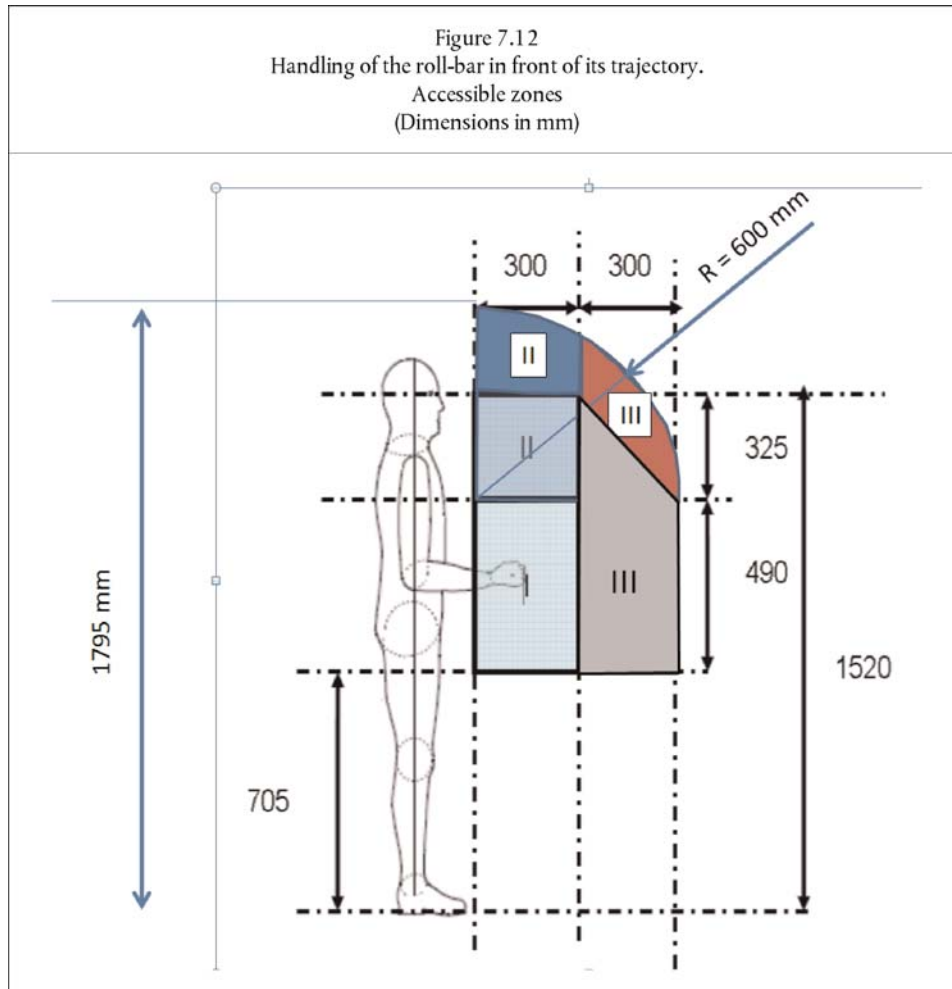 Figure 7.12
Handling of the roll-bar in front of its trajectory.
Accessible zones
(Dimensions in mm)
R = 600 mm
300
300
II
III
325
II
490
III
I
1795 mm
1520
705